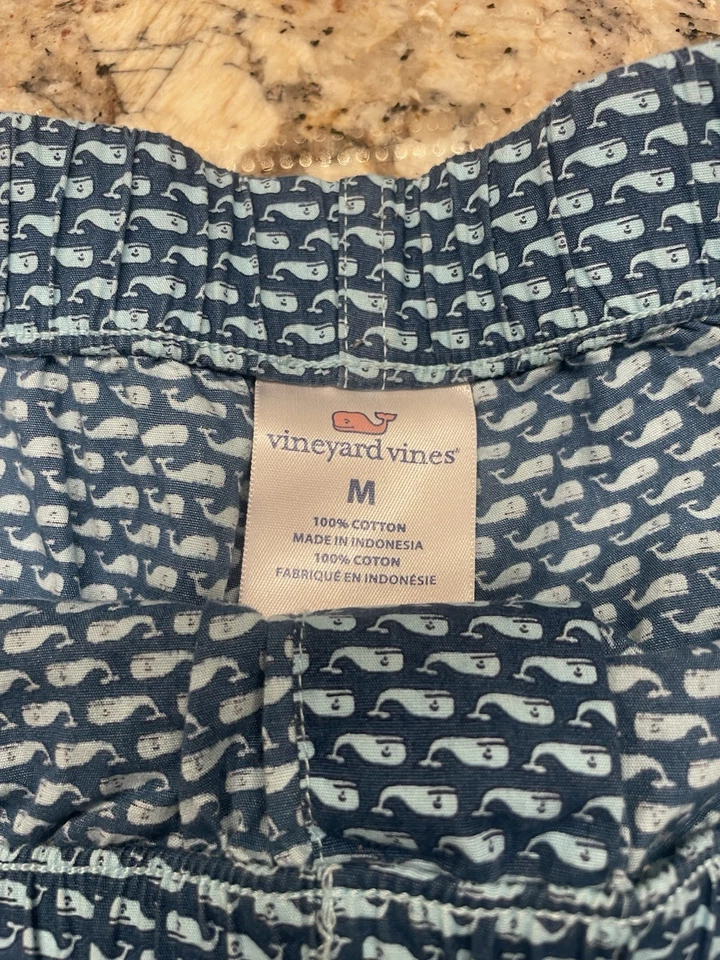 vineyard vines®
M
100% COTTON
MADE IN INDONESIA
100% COTON
FABRIQUÉ EN INDONÉSIE